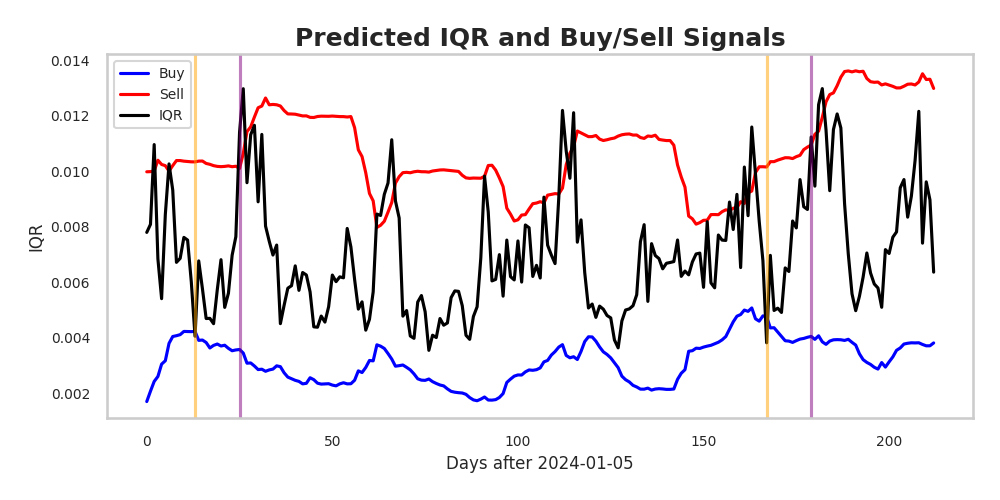 Predicted IQR and Buy/Sell Signals
Buy
Sell
IQR
0.014
0.012
0.010
0.008
0.006
0.004
0.002
IQR
0 50 100 150 200
Days after 2024-01-05